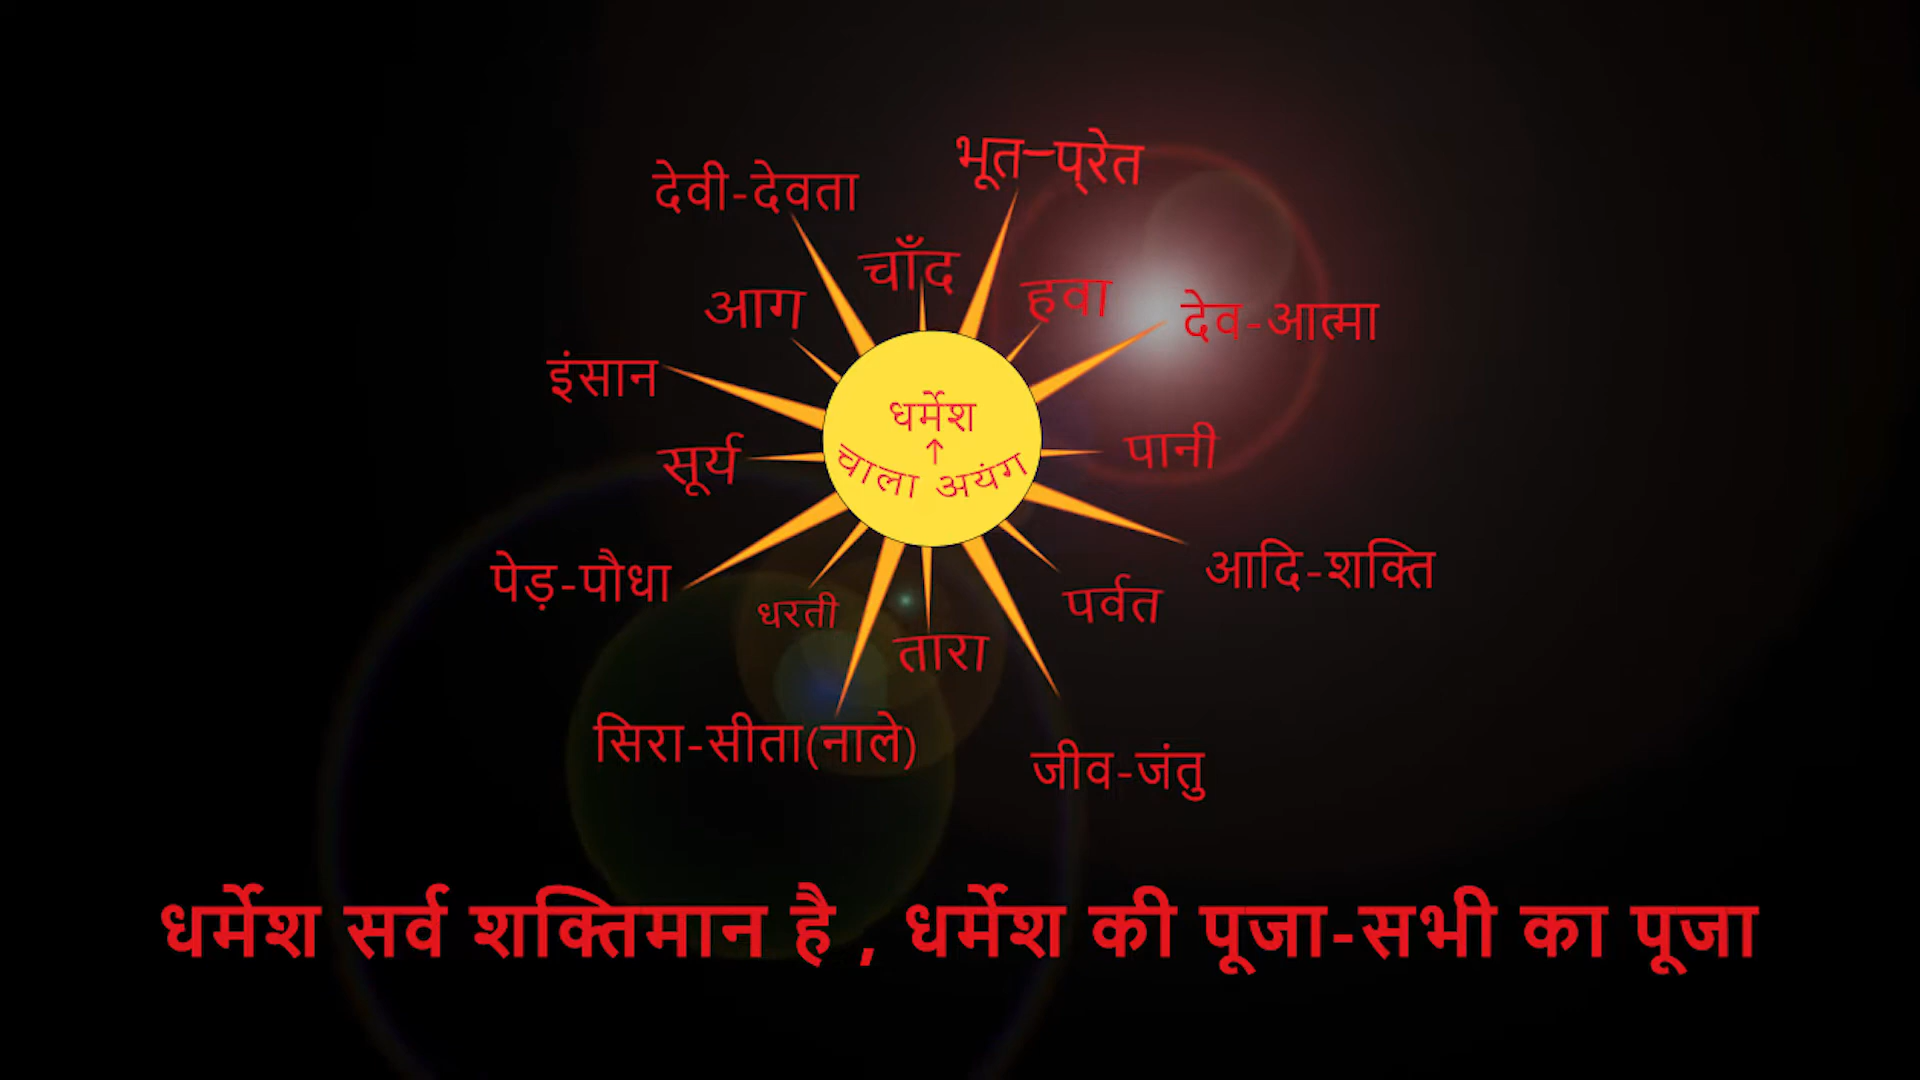 भूत-प्रेत
देवी-देवता
चाँद
हवा
आग
देव-आत्मा
इंसान
धर्मेश
↑
चाला अयंग
पानी
सूर्य
आदि-शक्ति
पेड़-पौधा
पर्वत
धरती
तारा
सिरा-सीता(नाले)
जीव-जंतु
धर्मेश सर्व शक्तिमान है , धर्मेश की पूजा-सभी का पूजा